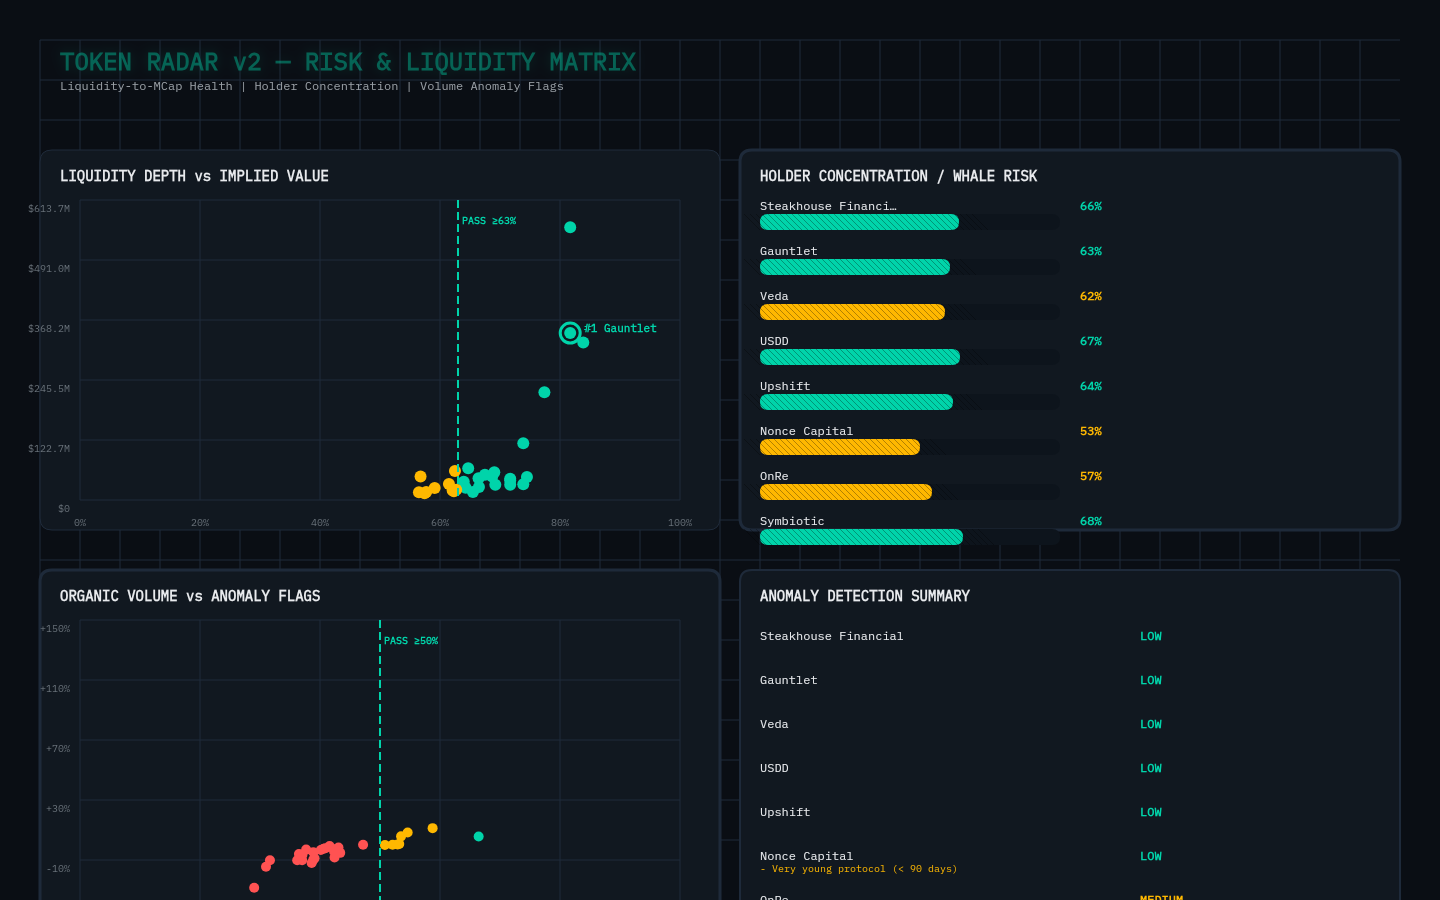 TOKEN RADAR v2 — RISK & LIQUIDITY MATRIX
Liquidity-to-MCap Health | Holder Concentration | Volume Anomaly Flags
LIQUIDITY DEPTH vs IMPLIED VALUE
$613.7M
PASS ≥63%
$491.0M
$368.2M
#1 Gauntlet
$245.5M
$122.7M
$0
0%
20%
40%
60%
80%
100%
HOLDER CONCENTRATION / WHALE RISK
Steakhouse Financi… 66%
Gauntlet 63%
Veda 62%
USDD 67%
Upshift 64%
Nonce Capital 53%
OnRe 57%
Symbiotic 68%
ORGANIC VOLUME vs ANOMALY FLAGS
+150%
PASS ≥50%
+110%
+70%
+30%
-10%
ANOMALY DETECTION SUMMARY
Steakhouse Financial LOW
Gauntlet LOW
Veda LOW
USDD LOW
Upshift LOW
Nonce Capital LOW
- Very young protocol (< 90 days)
OnRe MEDIUM